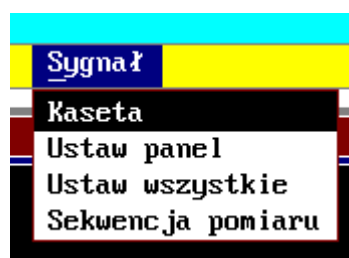 Sygnał
Kaseta
Ustaw panel
Ustaw wszystkie
Sekwencja pomiaru